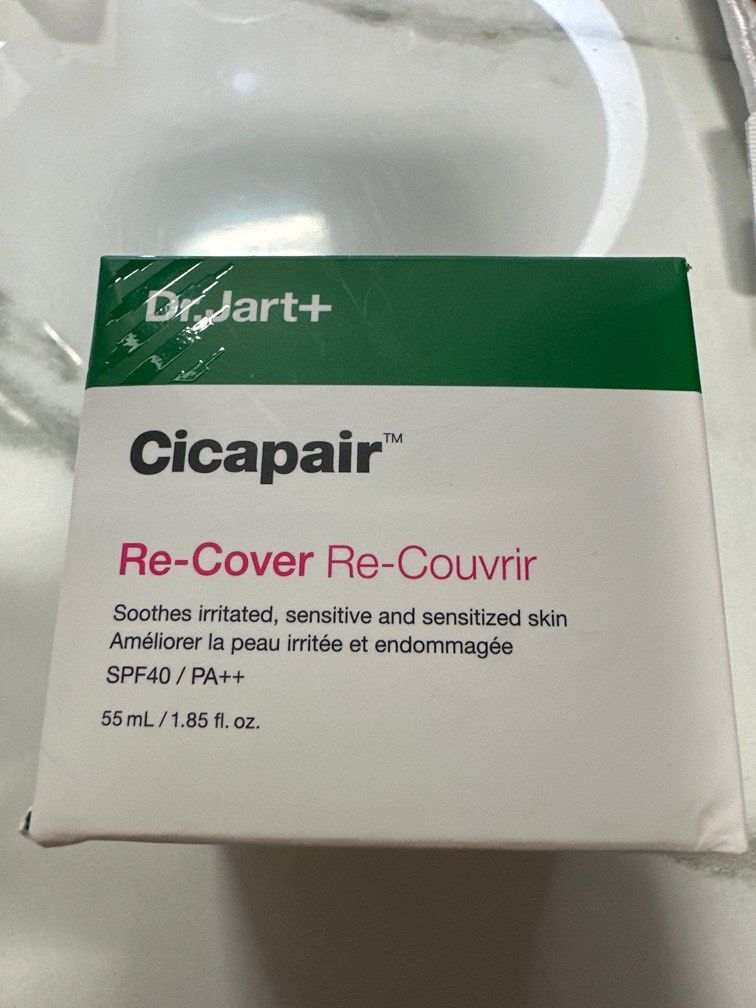 Dr.Jart+
Cicapair™
Re-Cover Re-Couvrir
Soothes irritated, sensitive and sensitized skin
Améliorer la peau irritée et endommagée
SPF40 / PA++
55 mL / 1.85 fl. oz.